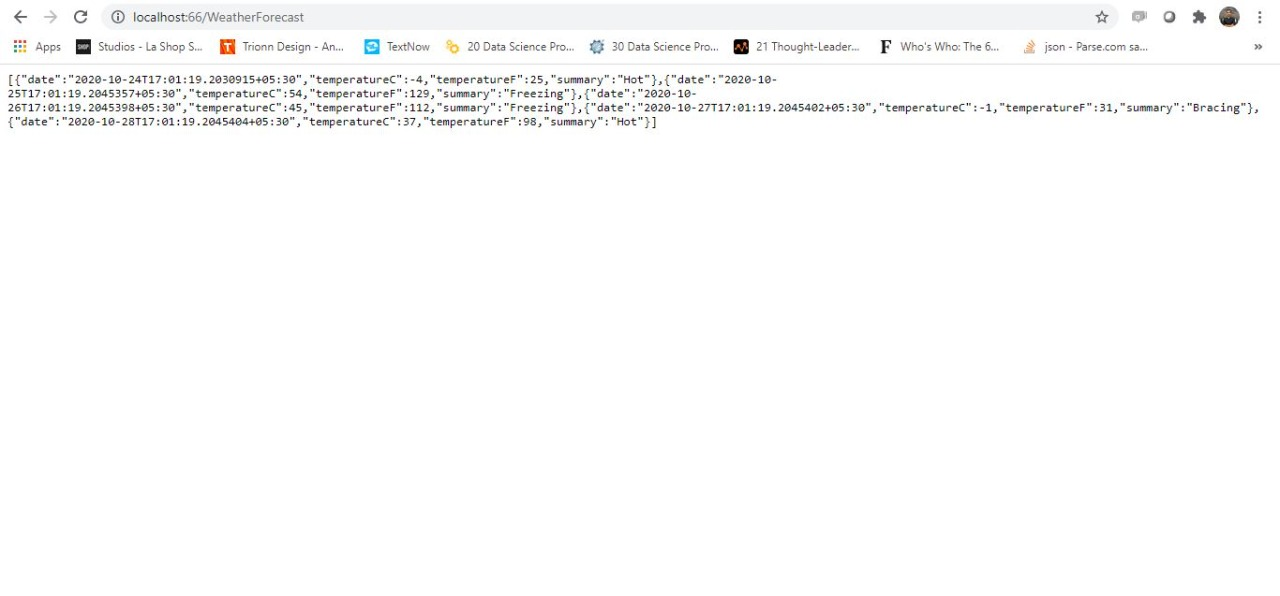 localhost:66/WeatherForecast
Apps Studios - La Shop S... Trionn Design - An... TextNow 20 Data Science Pro... 30 Data Science Pro... 21 Thought-Leader... F Who's Who: The 6... json - Parse.com sa... »
[{"date":"2020-10-24T17:01:19.2030915+05:30","temperatureC":-4,"temperatureF":25,"summary":"Hot"},{"date":"2020-10-
25T17:01:19.2045357+05:30","temperatureC":54,"temperatureF":129,"summary":"Freezing"},{"date":"2020-10-
26T17:01:19.2045398+05:30","temperatureC":45,"temperatureF":112,"summary":"Freezing"},{"date":"2020-10-27T17:01:19.2045402+05:30","temperatureC":-1,"temperatureF":31,"summary":"Bracing"},
{"date":"2020-10-28T17:01:19.2045404+05:30","temperatureC":37,"temperatureF":98,"summary":"Hot"}]